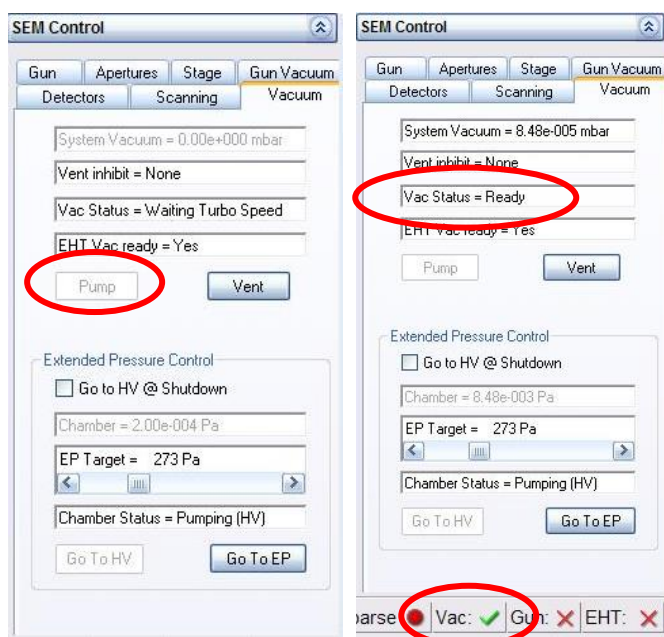 SEM Control
Gun Apertures Stage Gun Vacuum
Detectors Scanning Vacuum
System Vacuum = 0.00e+000 mbar
Vent inhibit = None
Vac Status = Waiting Turbo Speed
EHT Vac ready = Yes
Pump Vent
Extended Pressure Control
Go to HV @ Shutdown
Chamber = 2.00e-004 Pa
EP Target = 273 Pa
Chamber Status = Pumping (HV)
Go To HV Go To EP
SEM Control
Gun Apertures Stage Gun Vacuum
Detectors Scanning Vacuum
System Vacuum = 8.48e-005 mbar
Vent inhibit = None
Vac Status = Ready
EHT Vac ready = Yes
Pump Vent
Extended Pressure Control
Go to HV @ Shutdown
Chamber = 8.48e-003 Pa
EP Target = 273 Pa
Chamber Status = Pumping (HV)
Go To HV Go To EP
arse Vac: Gun: EHT: